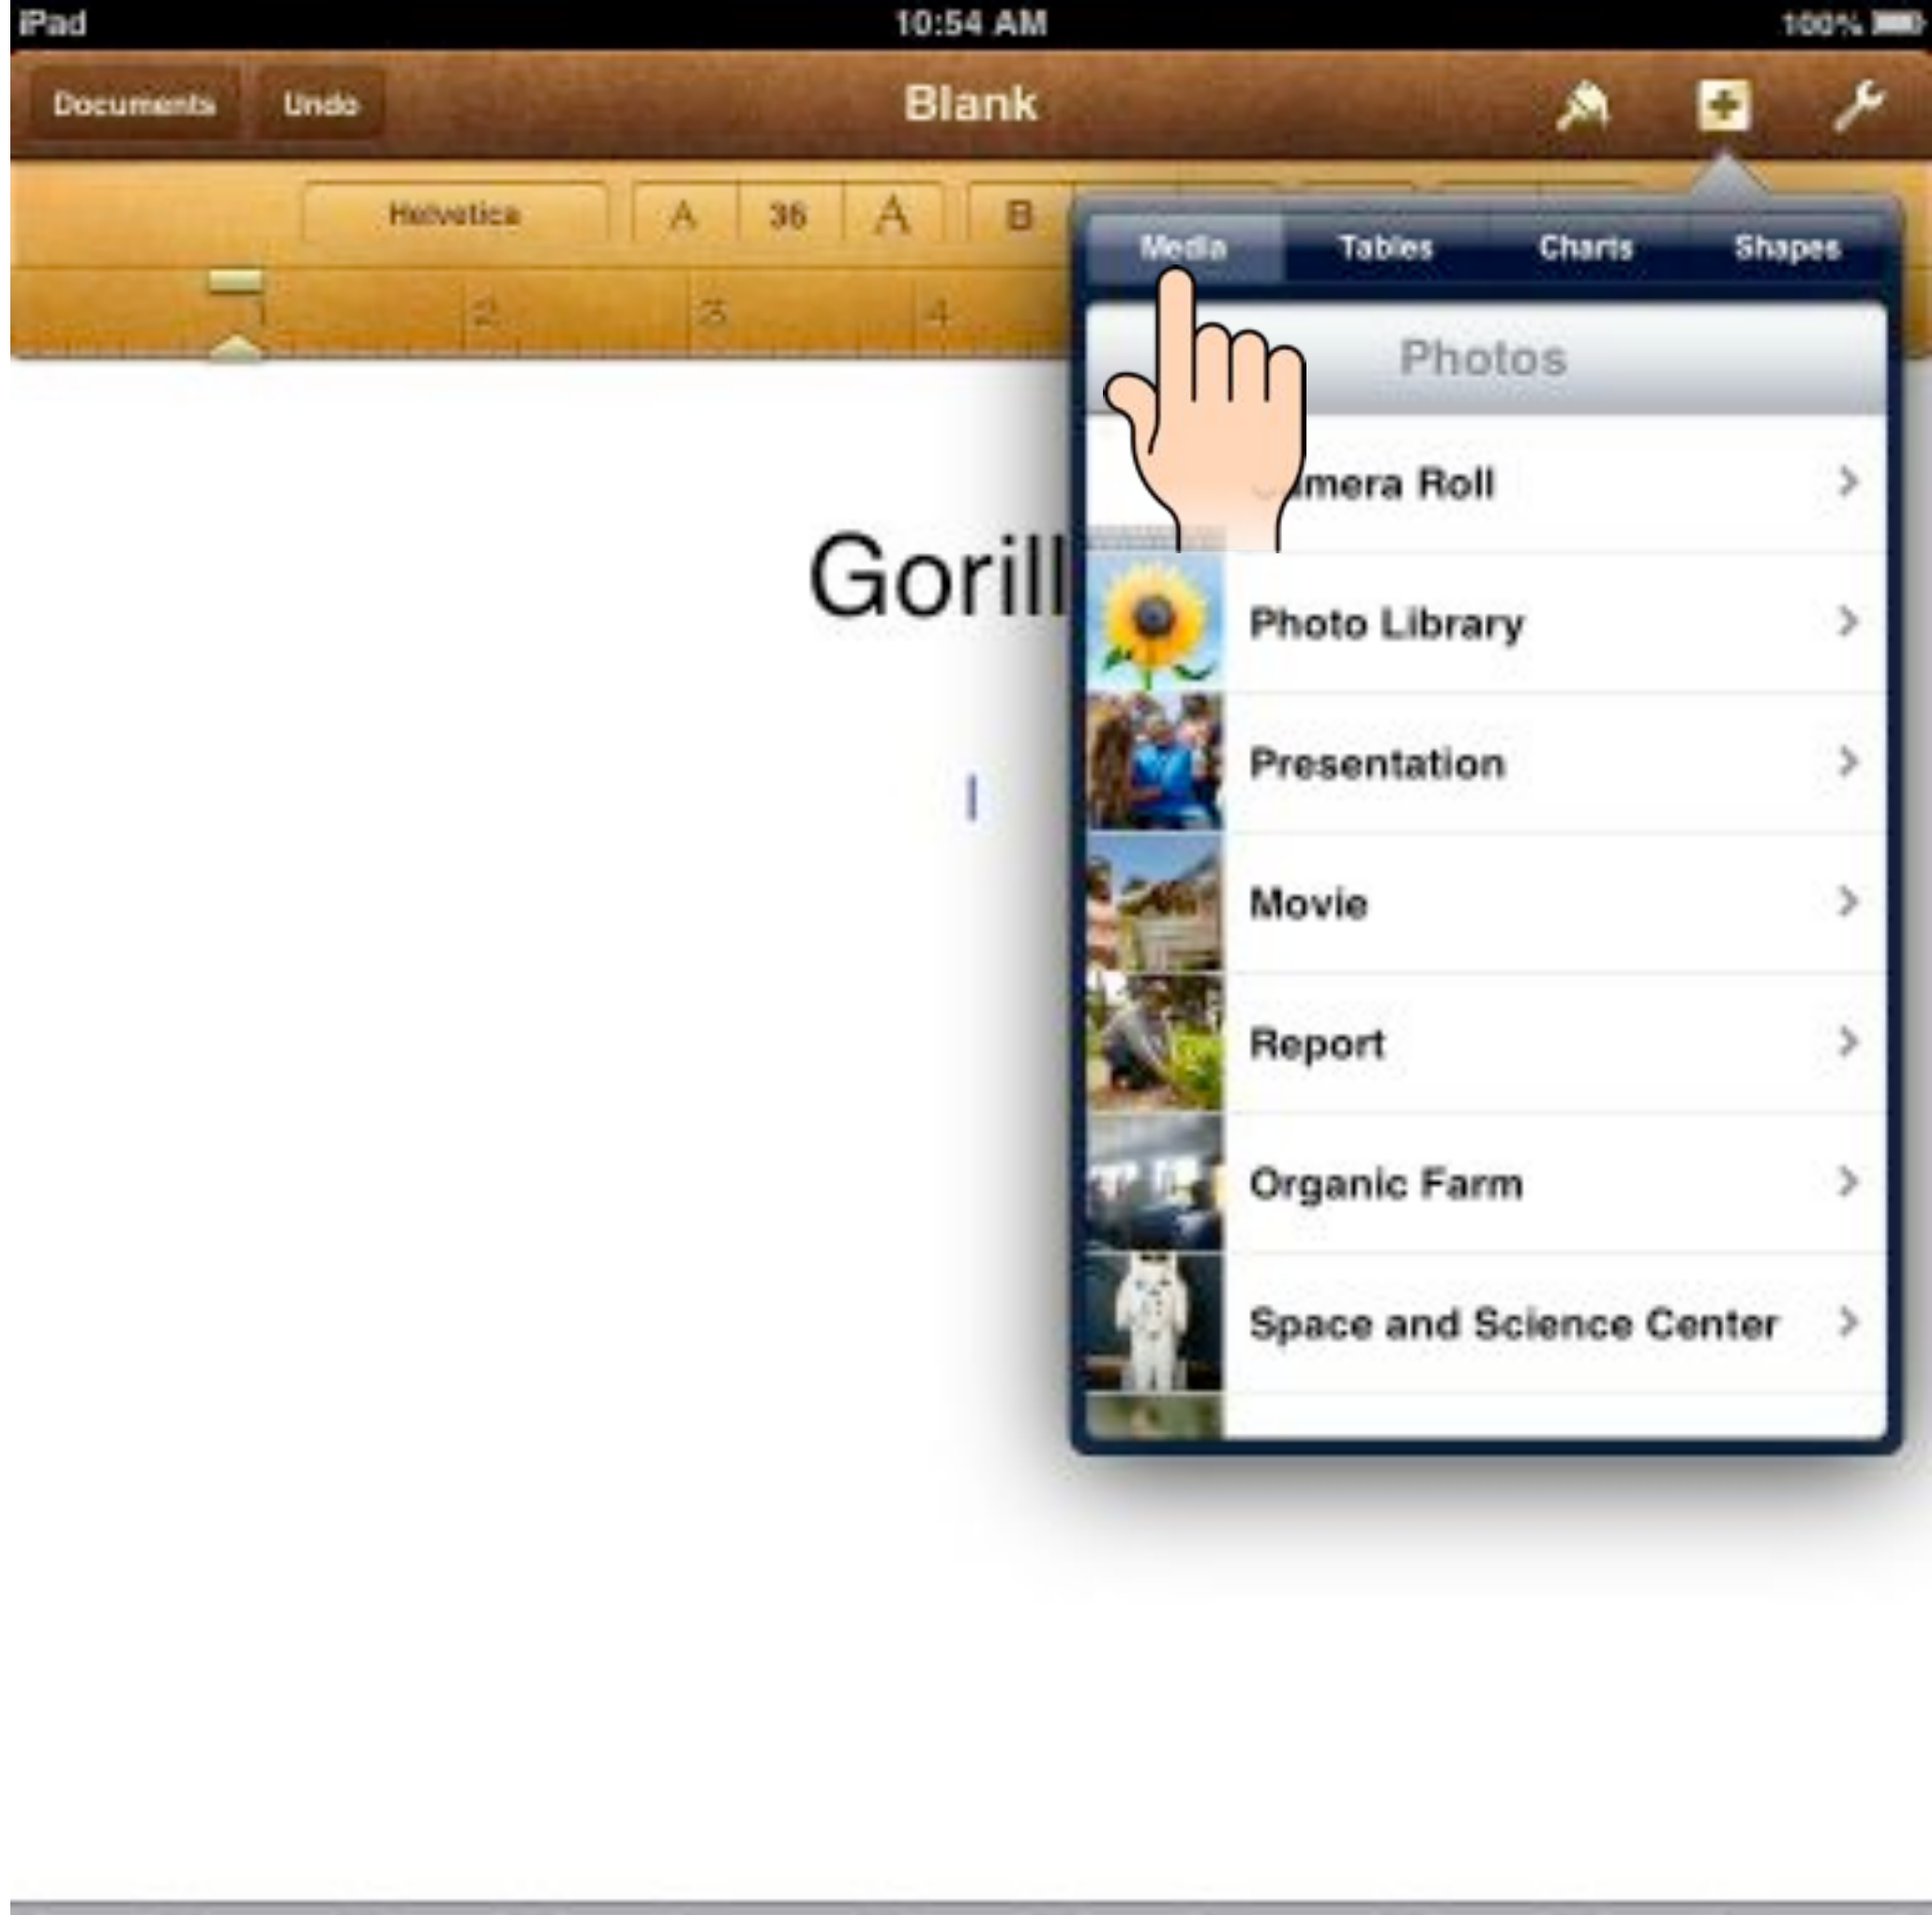 iPad 10:54 AM 100%
Documents Undo Blank
Helvetica A 36 A B
Media Tables Charts Shapes
1 2 3 4
Photos
mera Roll
Gorill
Photo Library
Presentation
Movie
Report
Organic Farm
Space and Science Center